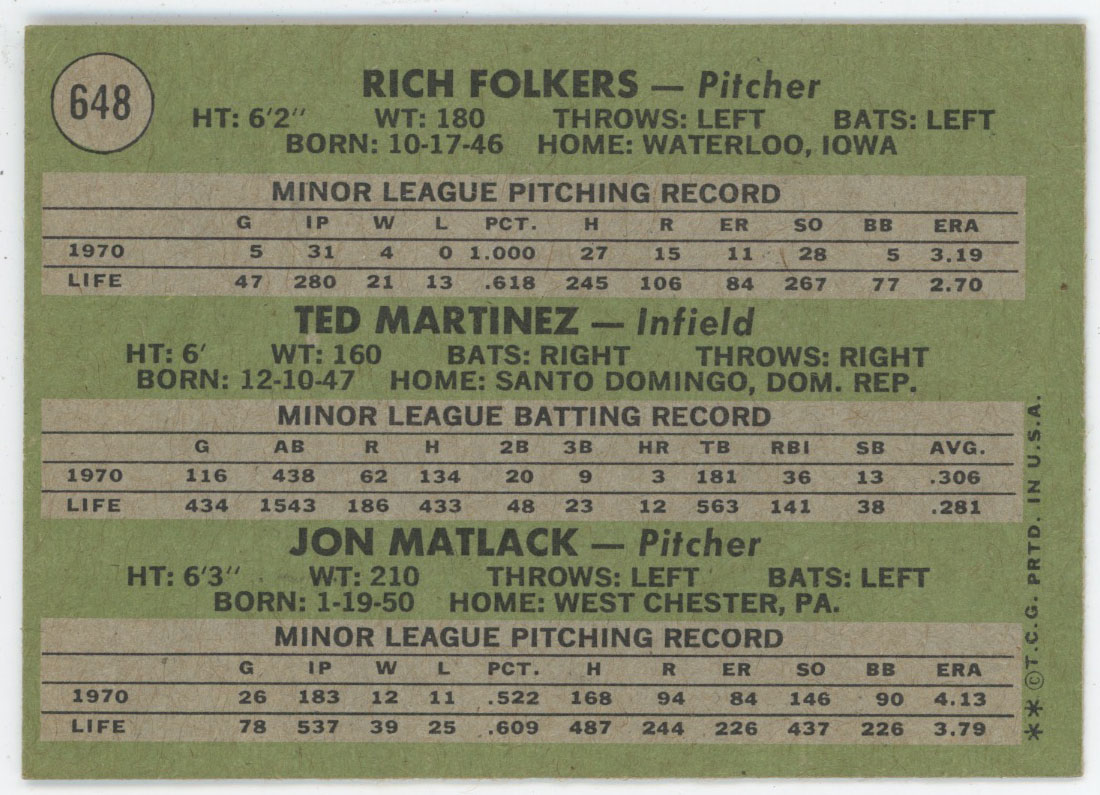 648
RICH FOLKERS — Pitcher
HT: 6'2" WT: 180 THROWS: LEFT BATS: LEFT
BORN: 10-17-46 HOME: WATERLOO, IOWA
MINOR LEAGUE PITCHING RECORD
G IP W L PCT. H R ER SO BB ERA
1970 5 31 4 0 1.000 27 15 11 28 5 3.19
LIFE 47 280 21 13 .618 245 106 84 267 77 2.70
TED MARTINEZ — Infield
HT: 6' WT: 160 BATS: RIGHT THROWS: RIGHT
BORN: 12-10-47 HOME: SANTO DOMINGO, DOM. REP.
MINOR LEAGUE BATTING RECORD
G AB R H 2B 3B HR TB RBI SB AVG.
1970 116 438 62 134 20 9 3 181 36 13 .306
LIFE 434 1543 186 433 48 23 12 563 141 38 .281
JON MATLACK — Pitcher
HT: 6'3" WT: 210 THROWS: LEFT BATS: LEFT
BORN: 1-19-50 HOME: WEST CHESTER, PA.
MINOR LEAGUE PITCHING RECORD
G IP W L PCT. H R ER SO BB ERA
1970 26 183 12 11 .522 168 94 84 146 90 4.13
LIFE 78 537 39 25 .609 487 244 226 437 226 3.79
**©T.C.G. PRTD. IN U.S.A.